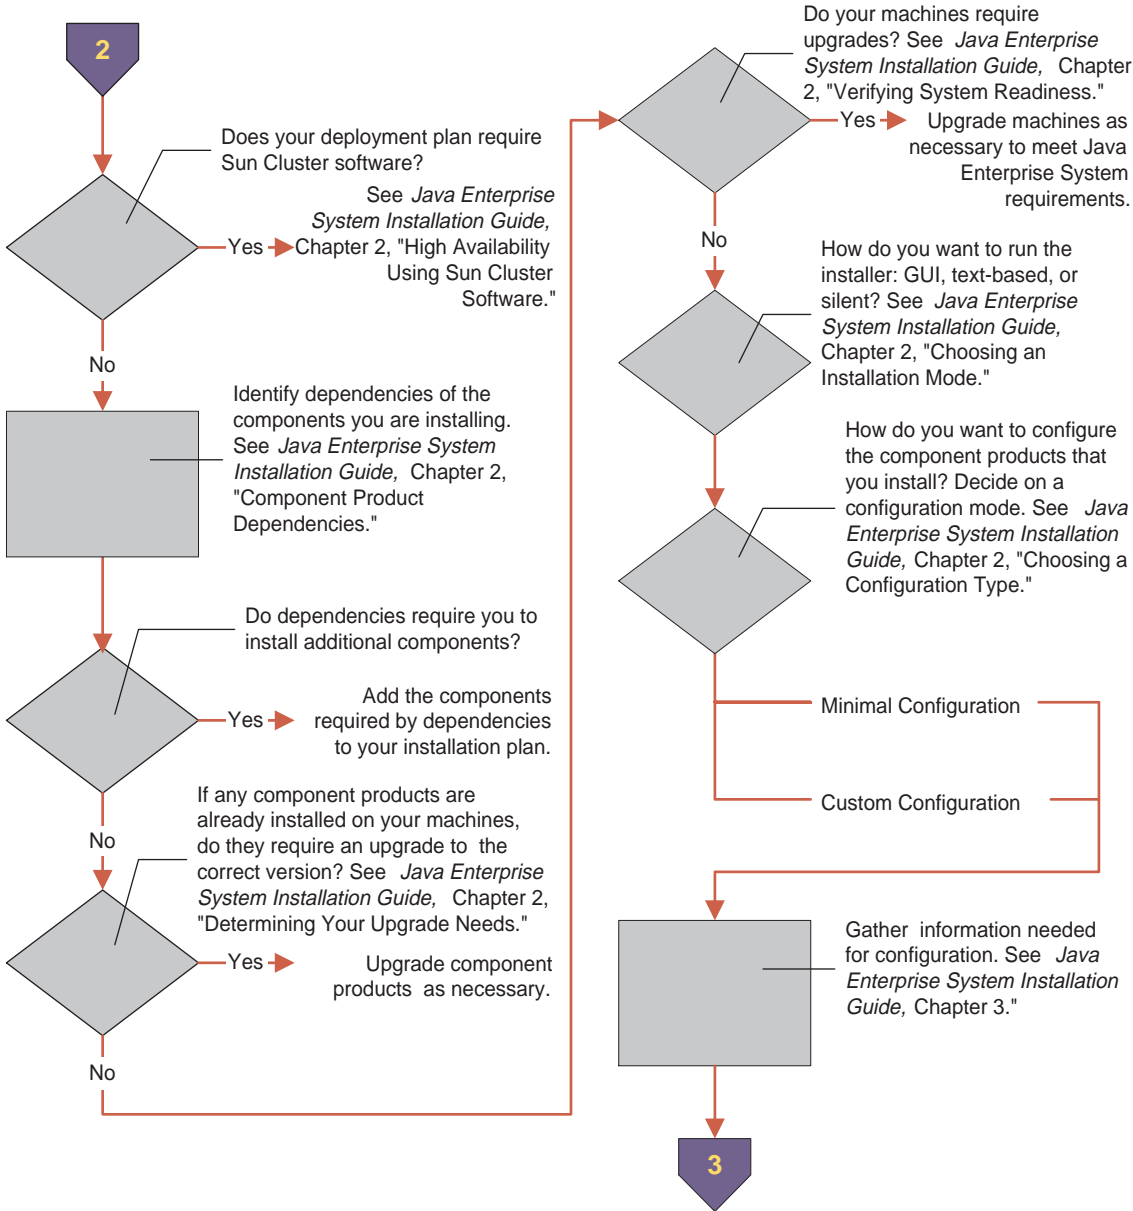 2
Does your deployment plan require
Sun Cluster software?
See Java Enterprise
System Installation Guide,
Yes
Chapter 2, "High Availability
Using Sun Cluster
Software."
No
Identify dependencies of the
components you are installing.
See Java Enterprise System
Installation Guide, Chapter 2,
"Component Product
Dependencies."
Do dependencies require you to
install additional components?
Yes
Add the components
required by dependencies
to your installation plan.
No
If any component products are
already installed on your machines,
do they require an upgrade to the
correct version? See Java Enterprise
System Installation Guide, Chapter 2,
"Determining Your Upgrade Needs."
Yes
Upgrade component
products as necessary.
No
Do your machines require
upgrades? See Java Enterprise
System Installation Guide, Chapter
2, "Verifying System Readiness."
Yes
Upgrade machines as
necessary to meet Java
Enterprise System
requirements.
No
How do you want to run the
installer: GUI, text-based, or
silent? See Java Enterprise
System Installation Guide,
Chapter 2, "Choosing an
Installation Mode."
How do you want to configure
the component products that
you install? Decide on a
configuration mode. See Java
Enterprise System Installation
Guide, Chapter 2, "Choosing a
Configuration Type."
Minimal Configuration
Custom Configuration
Gather information needed
for configuration. See Java
Enterprise System Installation
Guide, Chapter 3."
3